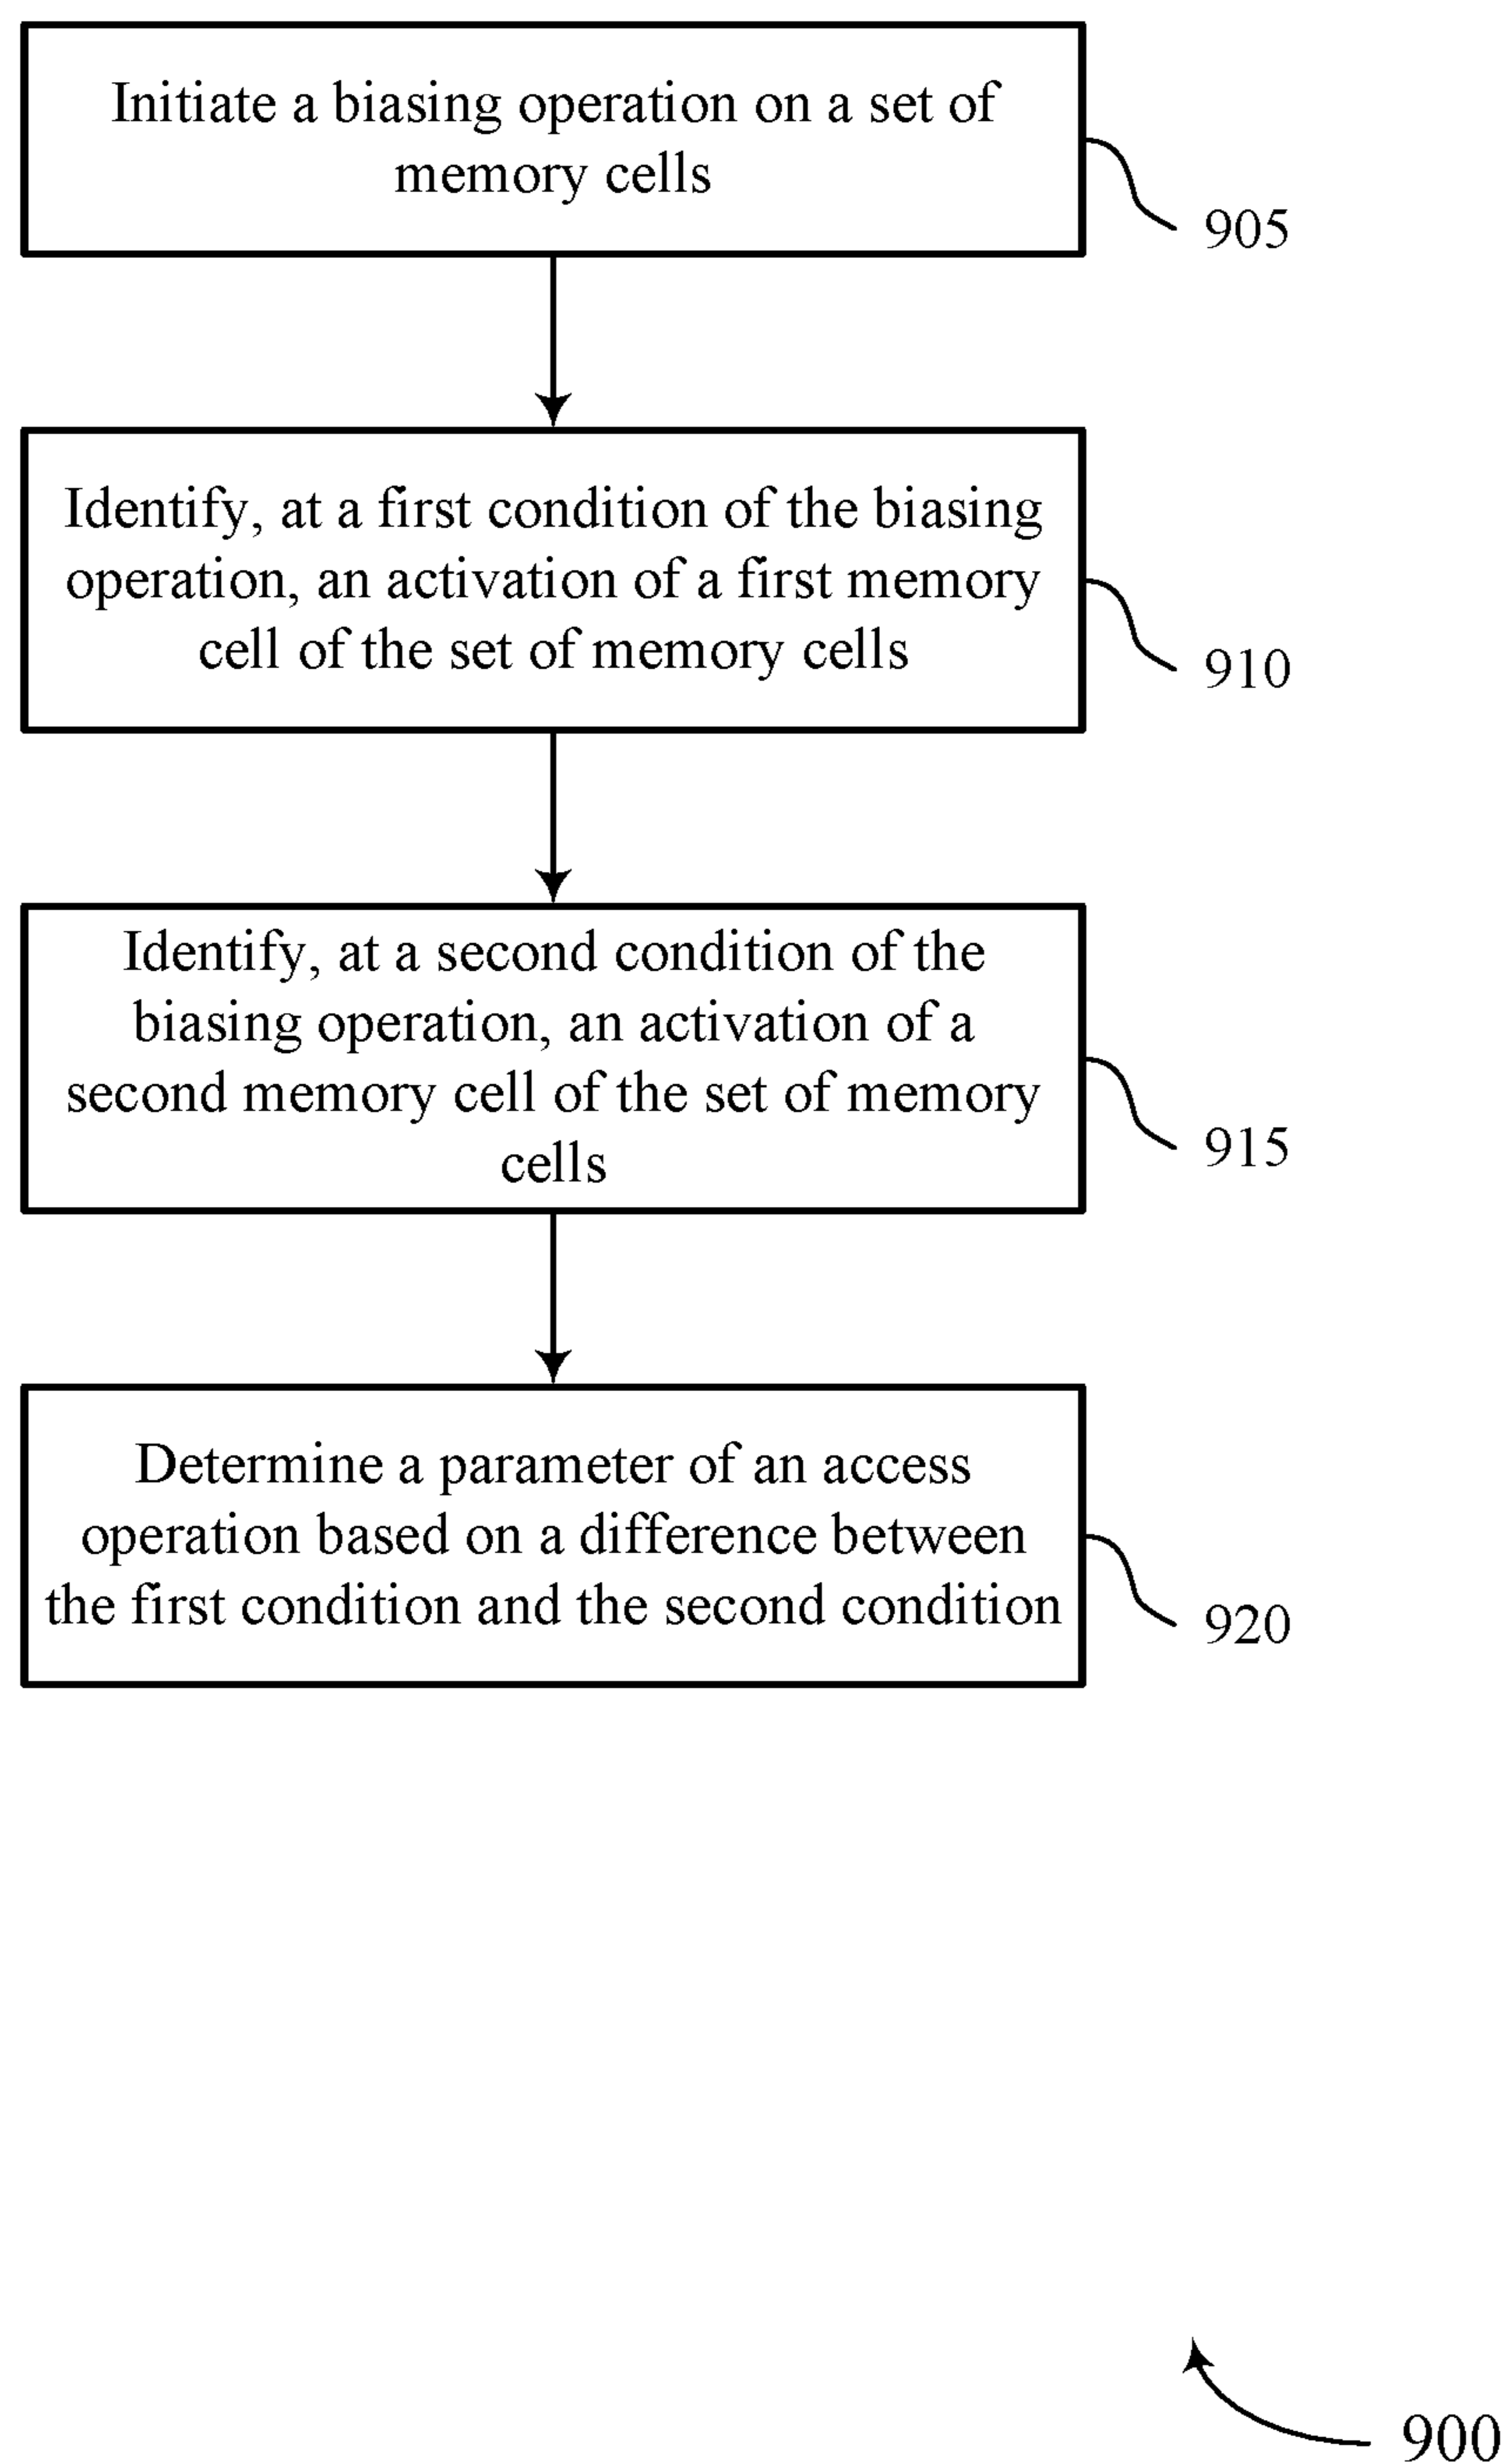 Initiate a biasing operation on a set of
memory cells
905
Identify, at a first condition of the biasing
operation, an activation of a first memory
cell of the set of memory cells
910
Identify, at a second condition of the
biasing operation, an activation of a
second memory cell of the set of memory
cells
915
Determine a parameter of an access
operation based on a difference between
the first condition and the second condition
920
900